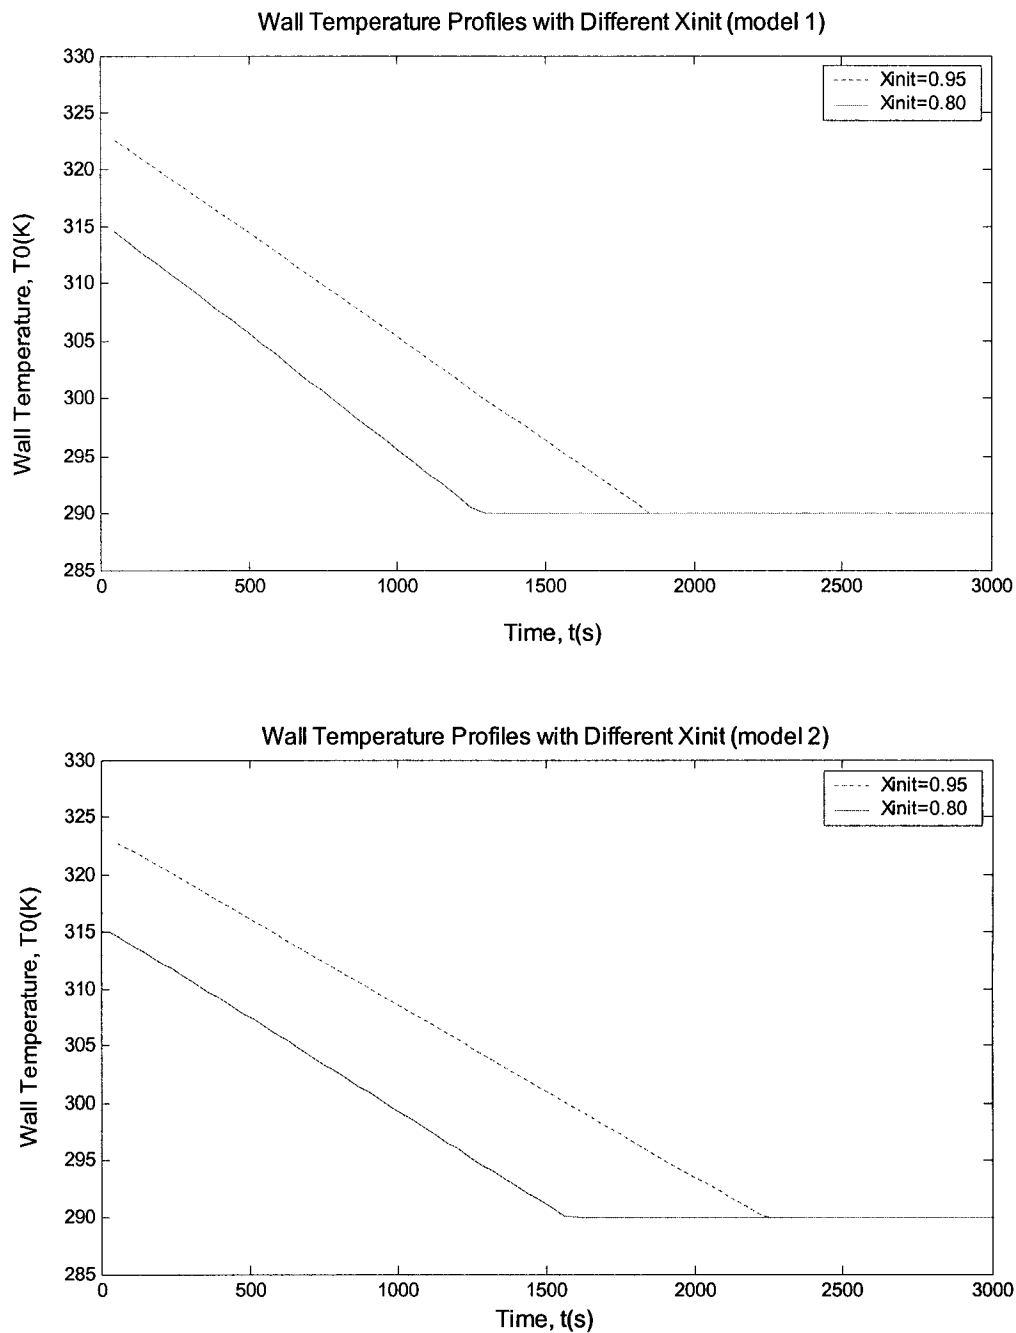 Wall Temperature Profiles with Different Xinit (model 1)
330
325
320
315
310
305
300
295
290
285
Wall Temperature, T0(K)
Xinit=0.95
Xinit=0.80
0 500 1000 1500 2000 2500 3000
Time, t(s)
Wall Temperature Profiles with Different Xinit (model 2)
330
325
320
315
310
305
300
295
290
285
Wall Temperature, T0(K)
Xinit=0.95
Xinit=0.80
0 500 1000 1500 2000 2500 3000
Time, t(s)